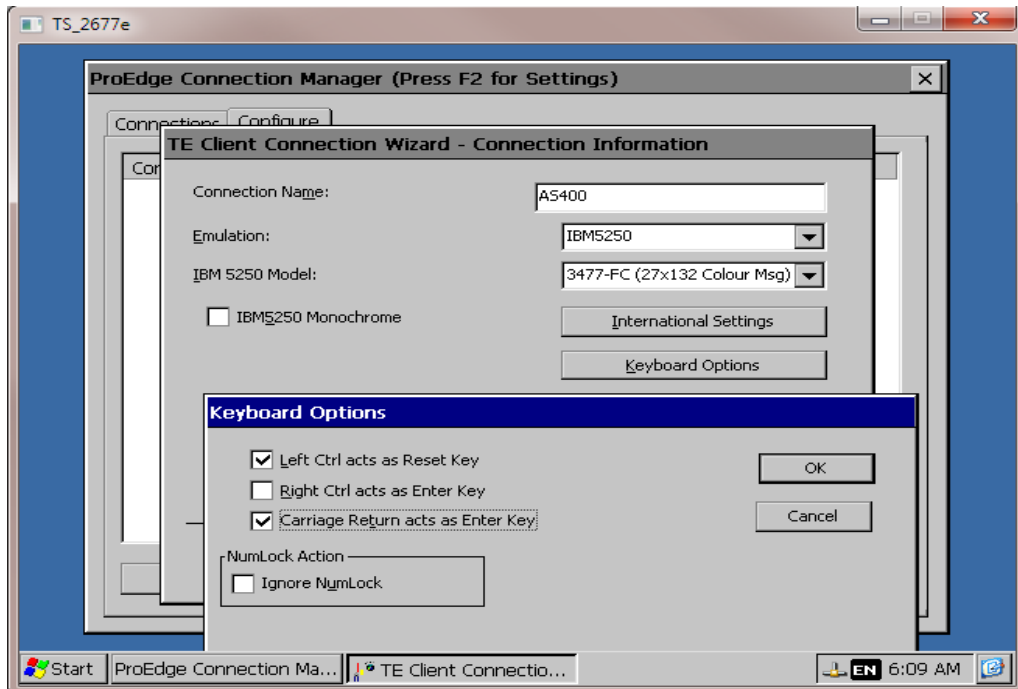 TS_2677e
ProEdge Connection Manager (Press F2 for Settings)
Connections Configure
TE Client Connection Wizard - Connection Information
Connection Name: AS400
Emulation: IBM5250
IBM 5250 Model: 3477-FC (27x132 Colour Msg)
IBM5250 Monochrome International Settings
Keyboard Options
Keyboard Options
Left Ctrl acts as Reset Key OK
Right Ctrl acts as Enter Key
Carriage Return acts as Enter Key Cancel
NumLock Action
Ignore NumLock
Start ProEdge Connection Ma... TE Client Connectio... EN 6:09 AM